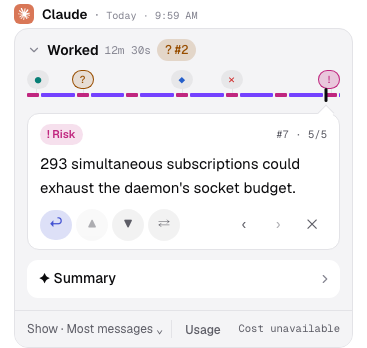 Claude · Today · 9:59 AM
Worked 12m 30s ? #2
?
!
! Risk #7 · 5/5
293 simultaneous subscriptions could
exhaust the daemon's socket budget.
Summary
Show · Most messages Usage Cost unavailable